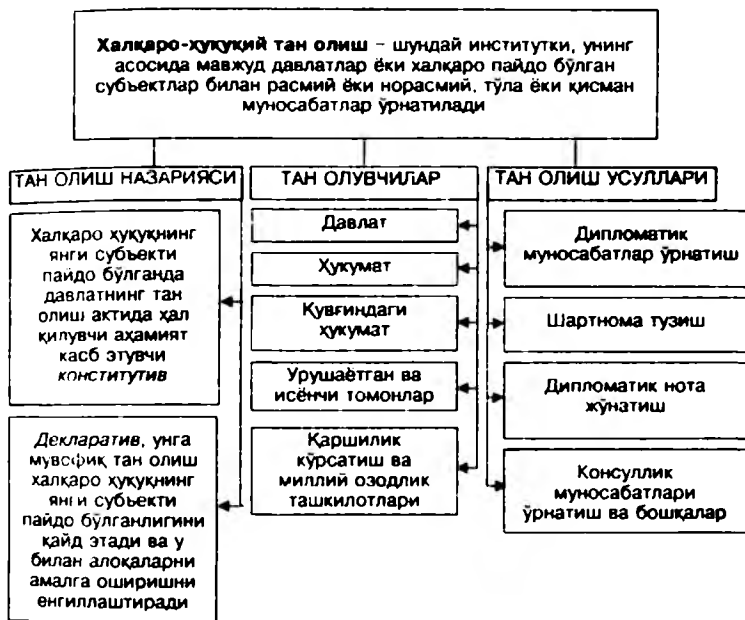 Халқаро-ҳуқуқий тан олиш – шундай институтки, унинг
асосида мавжуд давлатлар ёки халқаро пайдо бўлган
субъектлар билан расмий ёки норасмий, тўла ёки қисман
муносабатлар ўрнатилади
ТАН ОЛИШ НАЗАРИЯСИ
Халқаро ҳуқуқнинг
янги субъекти
пайдо бўлганда
давлатнинг тан
олиш актида ҳал
қилувчи аҳамият
касб этувчи
конститутив
Декларатив, унга
мувофиқ тан олиш
халқаро ҳуқуқнинг
янги субъекти
пайдо бўлганлигини
қайд этади ва у
билан алоқаларни
амалга оширишни
енгиллаштиради
ТАН ОЛУВЧИЛАР
Давлат
Ҳукумат
Қувғиндаги
ҳукумат
Урушаётган ва
исёнчи томонлар
Қаршилик
кўрсатиш ва
миллий озодлик
ташкилотлари
ТАН ОЛИШ УСУЛЛАРИ
Дипломатик
муносабатлар ўрнатиш
Шартнома тузиш
Дипломатик нота
жўнатиш
Консуллик
муносабатлари
ўрнатиш ва бошқалар